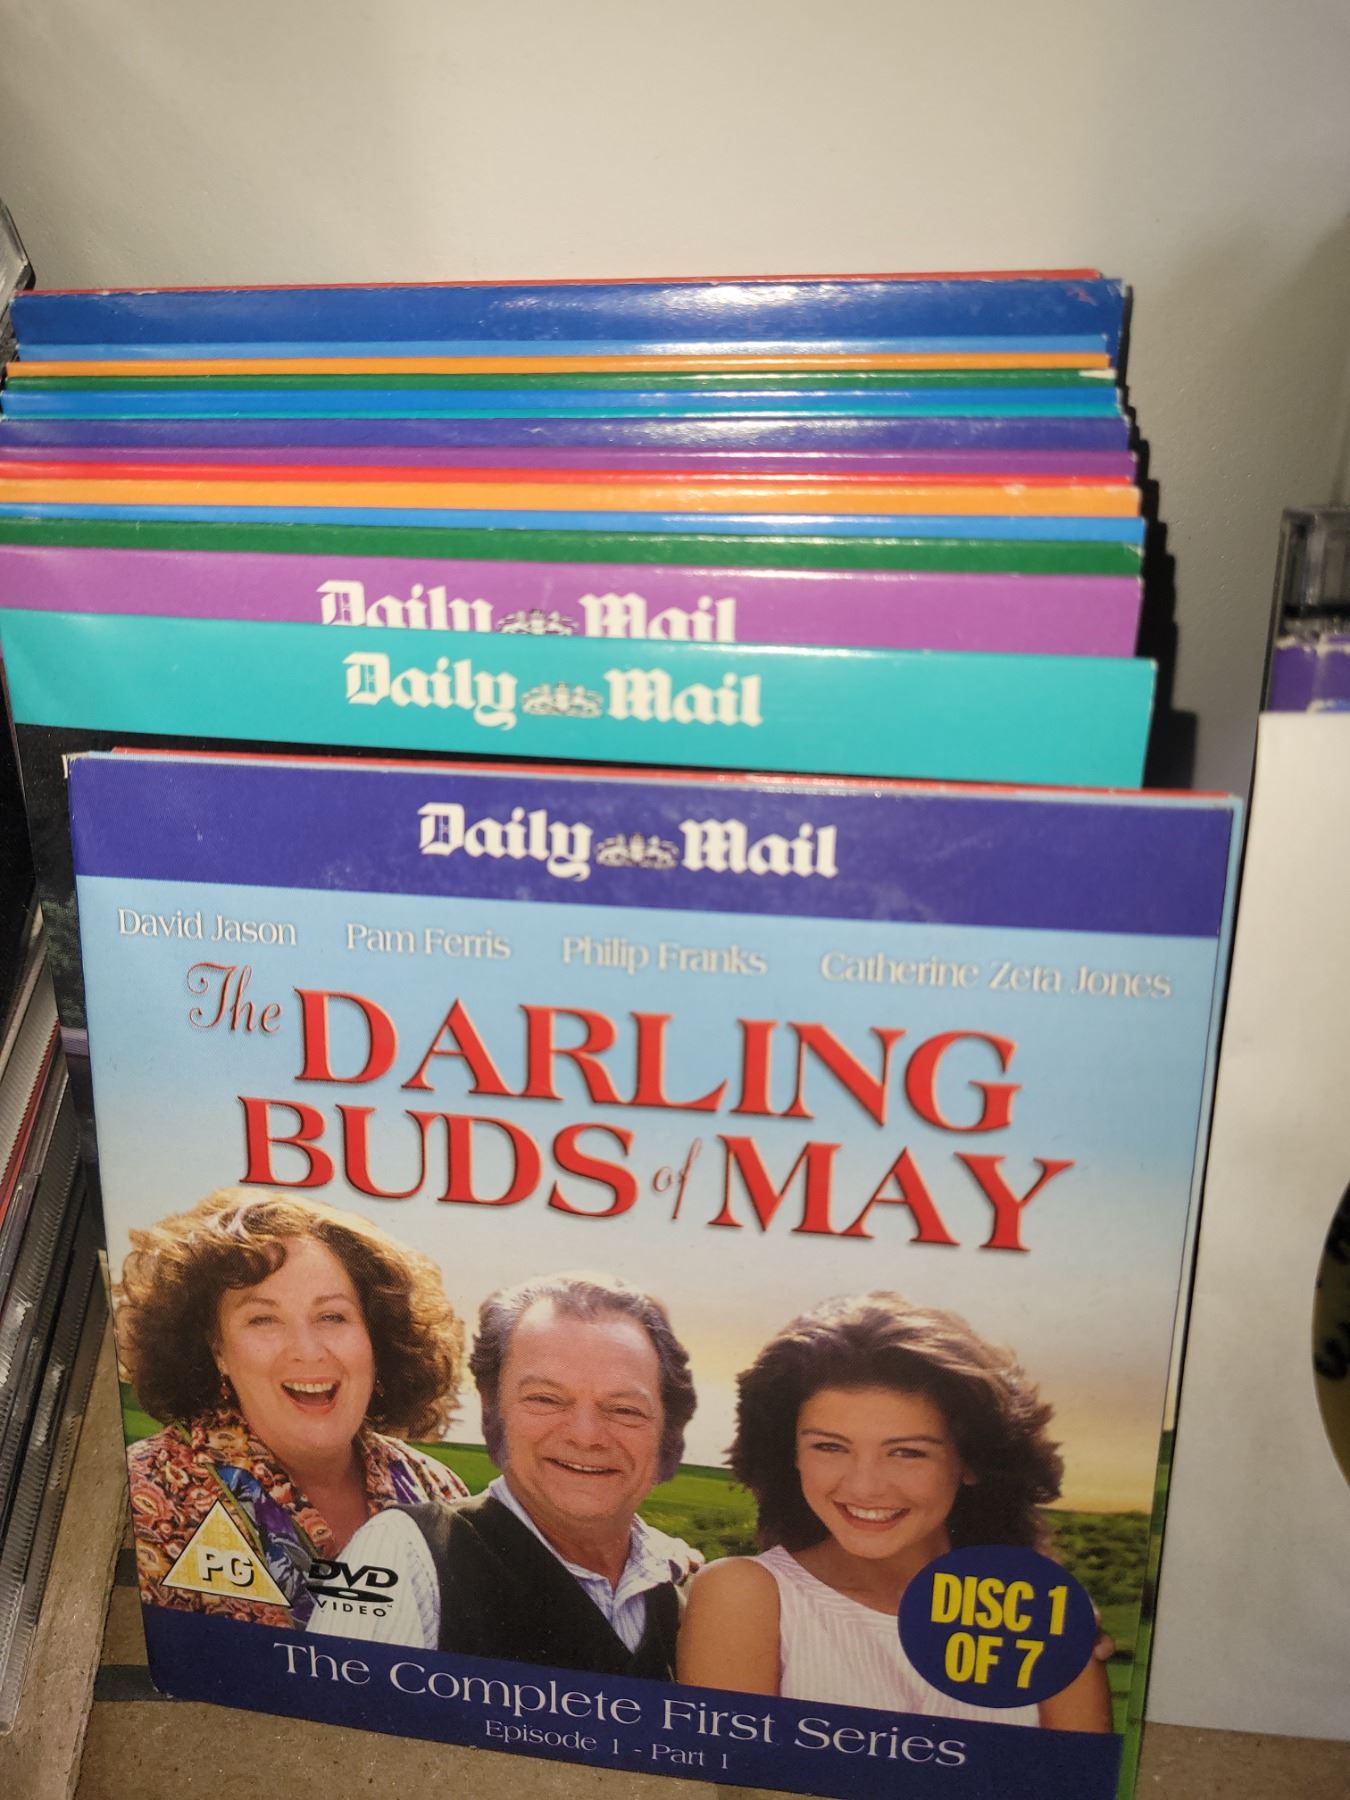 Daily Mail
Daily Mail
Daily Mail
David Jason Pam Ferris Philip Franks Catherine Zeta Jones
The DARLING
BUDS of MAY
PG
DVD
VIDEO
DISC 1
OF 7
The Complete First Series
Episode 1 - Part 1